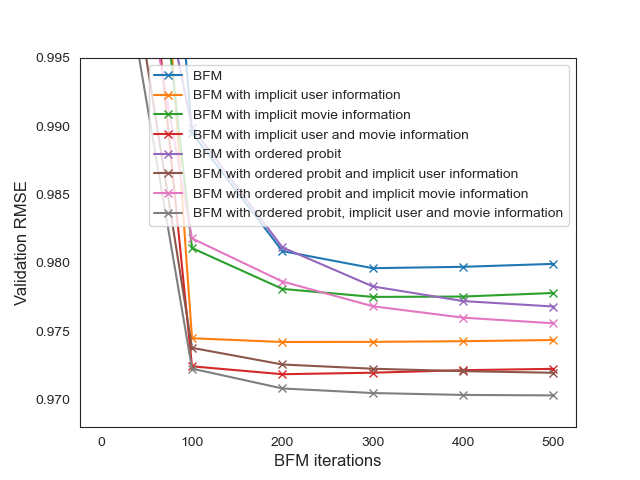 0.995
0.990
0.985
0.980
0.975
0.970
Validation RMSE
BFM
BFM with implicit user information
BFM with implicit movie information
BFM with implicit user and movie information
BFM with ordered probit
BFM with ordered probit and implicit user information
BFM with ordered probit and implicit movie information
BFM with ordered probit, implicit user and movie information
0 100 200 300 400 500
BFM iterations